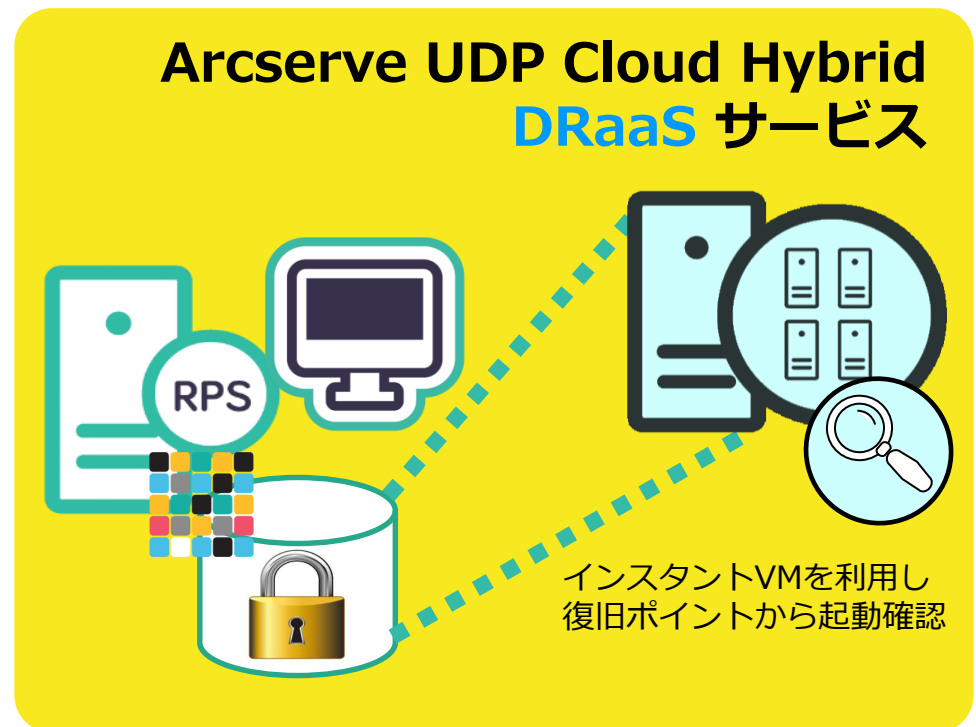 Arcserve UDP Cloud Hybrid
DRaaS サービス
RPS
インスタントVMを利用し
復旧ポイントから起動確認